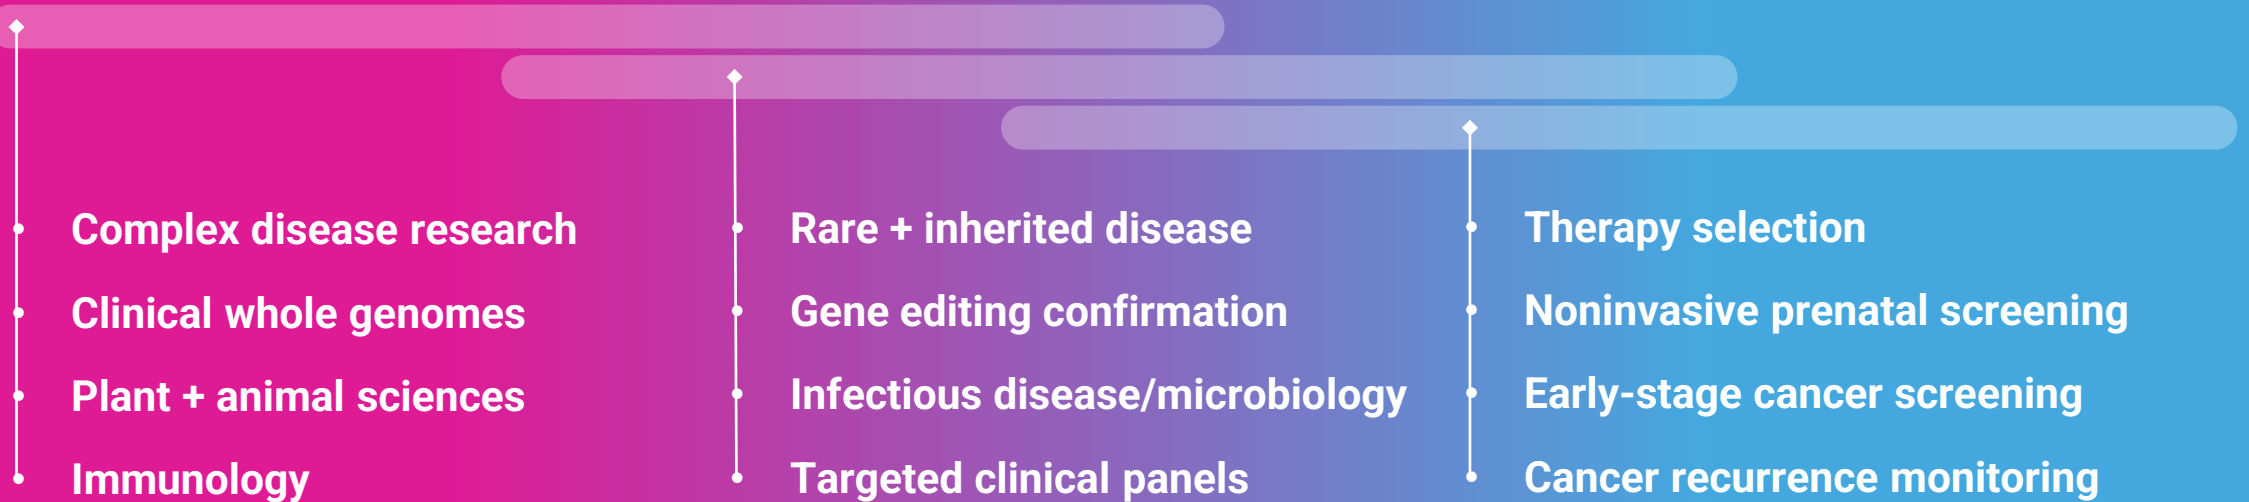 Complex disease research
Clinical whole genomes
Plant + animal sciences
Immunology
Rare + inherited disease
Gene editing confirmation
Infectious disease/microbiology
Targeted clinical panels
Therapy selection
Noninvasive prenatal screening
Early-stage cancer screening
Cancer recurrence monitoring